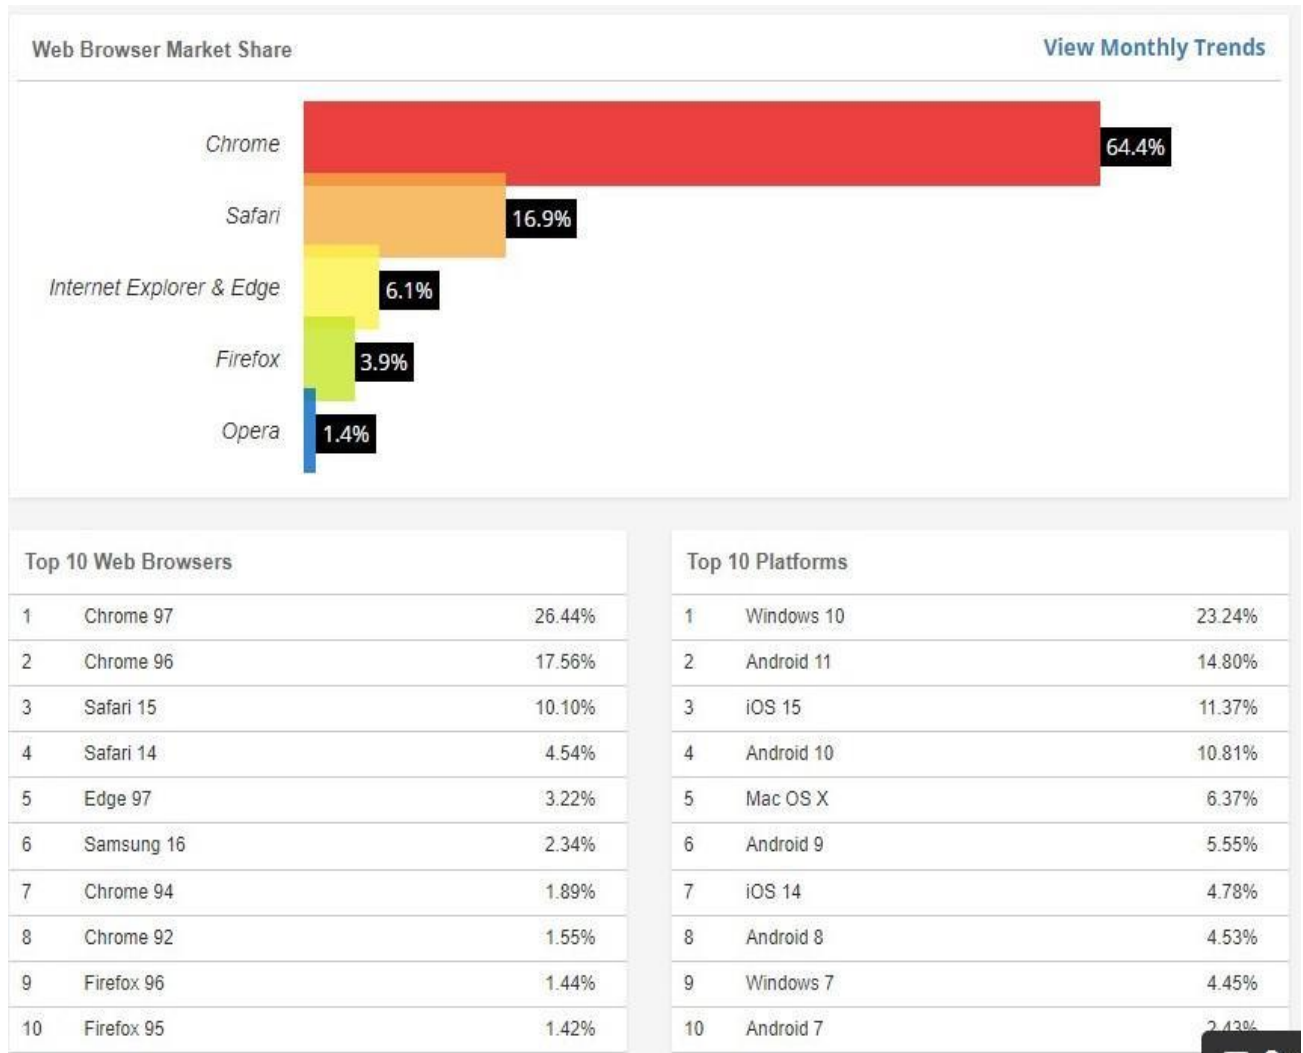 Web Browser Market Share
View Monthly Trends
Chrome 64.4%
Safari 16.9%
Internet Explorer & Edge 6.1%
Firefox 3.9%
Opera 1.4%
Top 10 Web Browsers
1 Chrome 97 26.44%
2 Chrome 96 17.56%
3 Safari 15 10.10%
4 Safari 14 4.54%
5 Edge 97 3.22%
6 Samsung 16 2.34%
7 Chrome 94 1.89%
8 Chrome 92 1.55%
9 Firefox 96 1.44%
10 Firefox 95 1.42%
Top 10 Platforms
1 Windows 10 23.24%
2 Android 11 14.80%
3 iOS 15 11.37%
4 Android 10 10.81%
5 Mac OS X 6.37%
6 Android 9 5.55%
7 iOS 14 4.78%
8 Android 8 4.53%
9 Windows 7 4.45%
10 Android 7 2.43%